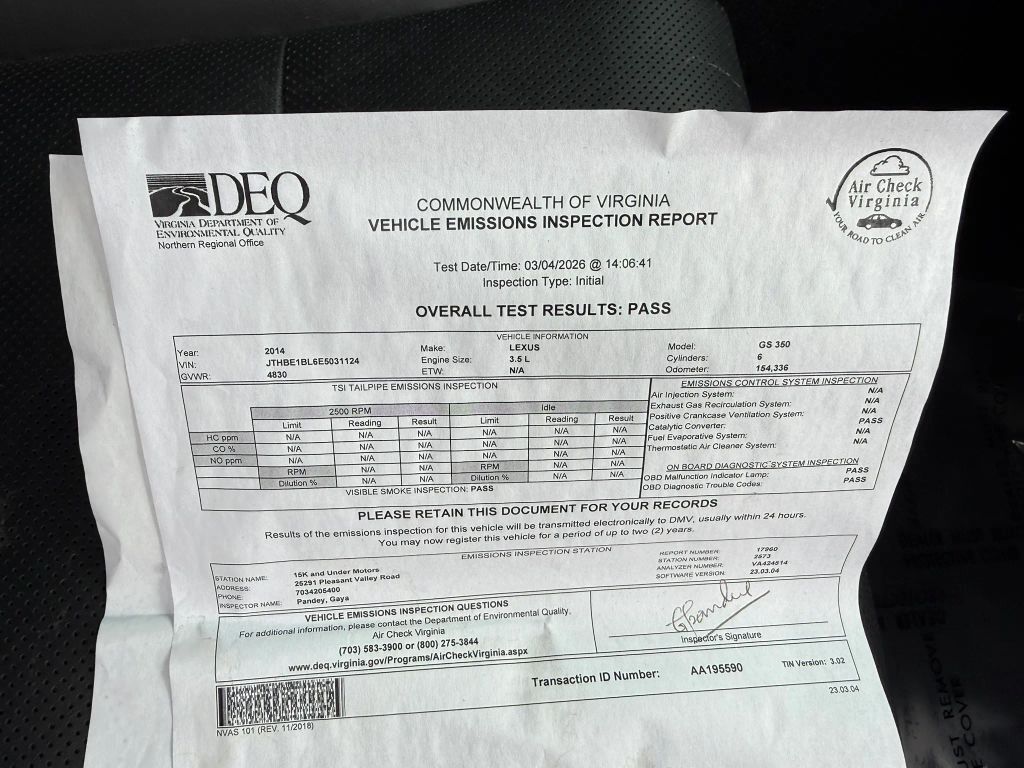 DEQ
VIRGINIA DEPARTMENT OF
ENVIRONMENTAL QUALITY
Northern Regional Office
COMMONWEALTH OF VIRGINIA
VEHICLE EMISSIONS INSPECTION REPORT
Air Check
Virginia
YOUR ROAD TO CLEAN AIR
Test Date/Time: 03/04/2026 @ 14:06:41
Inspection Type: Initial
OVERALL TEST RESULTS: PASS
VEHICLE INFORMATION
Year: 2014 Make: LEXUS Model: GS 350
VIN: JTHBE1BL6E5031124 Engine Size: 3.5 L Cylinders: 6
GVWR: 4830 ETW: N/A Odometer: 154,336
TSI TAILPIPE EMISSIONS INSPECTION
2500 RPM Idle
Limit Reading Result Limit Reading Result
HC ppm N/A N/A N/A N/A N/A N/A
CO % N/A N/A N/A N/A N/A N/A
NO ppm N/A N/A N/A N/A N/A N/A
RPM N/A N/A RPM N/A N/A
Dilution % N/A N/A Dilution % N/A N/A
VISIBLE SMOKE INSPECTION: PASS
EMISSIONS CONTROL SYSTEM INSPECTION
Air Injection System: N/A
Exhaust Gas Recirculation System: N/A
Positive Crankcase Ventilation System: N/A
Catalytic Converter: PASS
Fuel Evaporative System: N/A
Thermostatic Air Cleaner System: N/A
ON BOARD DIAGNOSTIC SYSTEM INSPECTION
OBD Malfunction Indicator Lamp: PASS
OBD Diagnostic Trouble Codes: PASS
PLEASE RETAIN THIS DOCUMENT FOR YOUR RECORDS
Results of the emissions inspection for this vehicle will be transmitted electronically to DMV, usually within 24 hours.
You may now register this vehicle for a period of up to two (2) years.
EMISSIONS INSPECTION STATION
STATION NAME: 15K and Under Motors
ADDRESS: 25291 Pleasant Valley Road
PHONE: 7034205400
INSPECTOR NAME: Pandey, Gaya
REPORT NUMBER: 17960
STATION NUMBER: 2573
ANALYZER NUMBER: VA424514
SOFTWARE VERSION: 23.03.04
VEHICLE EMISSIONS INSPECTION QUESTIONS
For additional information, please contact the Department of Environmental Quality,
Air Check Virginia
(703) 583-3900 or (800) 275-3844
www.deq.virginia.gov/Programs/AirCheckVirginia.aspx
Inspector's Signature
Transaction ID Number: AA195590 TIN Version: 3.02
23.03.04
NVAS 101 (REV. 11/2018)
UST REMOVE
E COVER